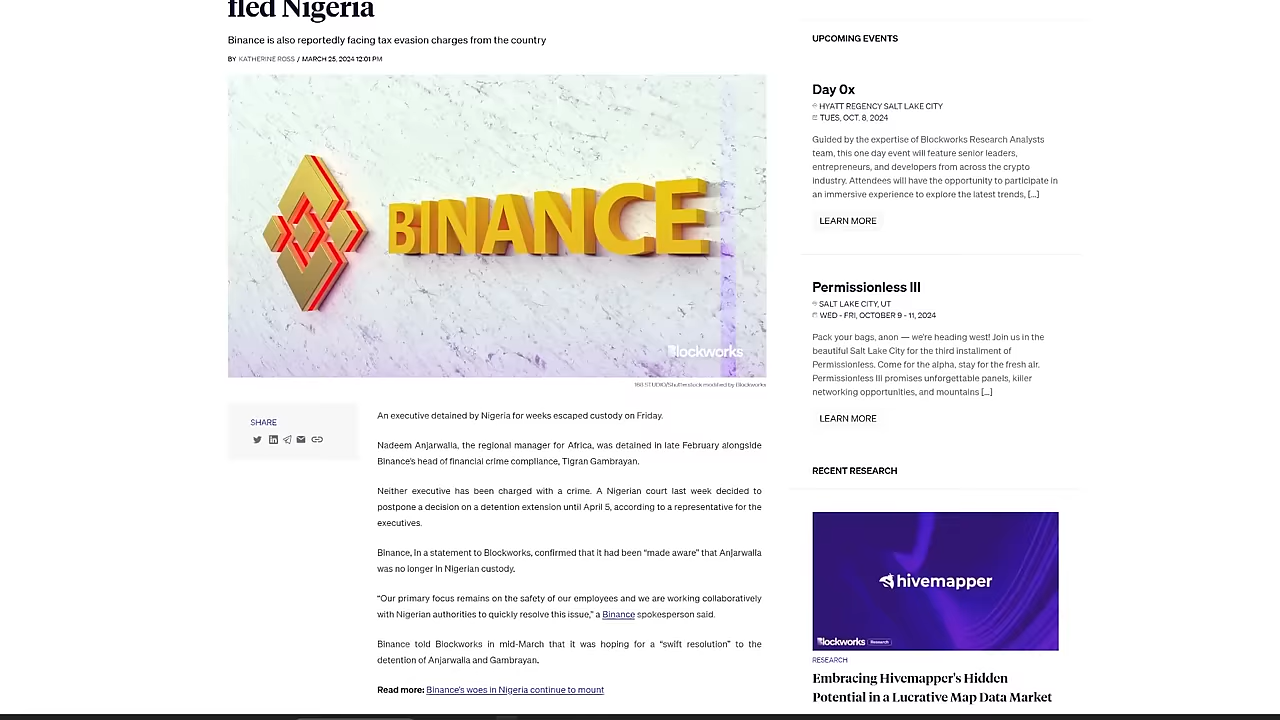 fled Nigeria
Binance is also reportedly facing tax evasion charges from the country
BY KATHERINE ROSS / MARCH 25, 2024 12:01 PM
BINANCE
Blockworks
168 STUDIO/Shutterstock modified by Blockworks
SHARE
An executive detained by Nigeria for weeks escaped custody on Friday.
Nadeem Anjarwalla, the regional manager for Africa, was detained in late February alongside
Binance's head of financial crime compliance, Tigran Gambrayan.
Neither executive has been charged with a crime. A Nigerian court last week decided to
postpone a decision on a detention extension until April 5, according to a representative for the
executives.
Binance, in a statement to Blockworks, confirmed that it had been “made aware” that Anjarwalla
was no longer in Nigerian custody.
“Our primary focus remains on the safety of our employees and we are working collaboratively
with Nigerian authorities to quickly resolve this issue,” a Binance spokesperson said.
Binance told Blockworks in mid-March that it was hoping for a “swift resolution” to the
detention of Anjarwalla and Gambrayan.
Read more: Binance's woes in Nigeria continue to mount
UPCOMING EVENTS
Day 0x
HYATT REGENCY SALT LAKE CITY
TUES, OCT. 8, 2024
Guided by the expertise of Blockworks Research Analysts
team, this one day event will feature senior leaders,
entrepreneurs, and developers from across the crypto
industry. Attendees will have the opportunity to participate in
an immersive experience to explore the latest trends, [...]
LEARN MORE
Permissionless III
SALT LAKE CITY, UT
WED - FRI, OCTOBER 9 - 11, 2024
Pack your bags, anon — we're heading west! Join us in the
beautiful Salt Lake City for the third installment of
Permissionless. Come for the alpha, stay for the fresh air.
Permissionless III promises unforgettable panels, killer
networking opportunities, and mountains [...]
LEARN MORE
RECENT RESEARCH
hivemapper
Blockworks Research
RESEARCH
Embracing Hivemapper's Hidden
Potential in a Lucrative Map Data Market